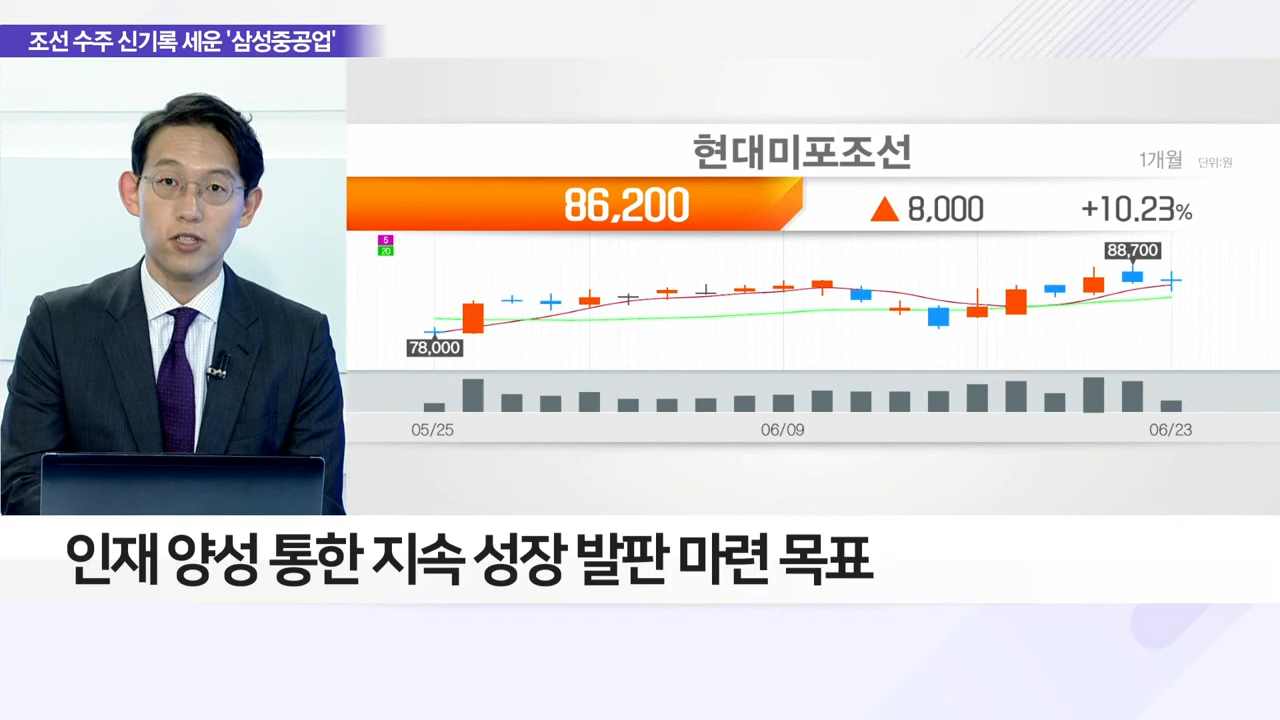 조선 수주 신기록 세운 '삼성중공업'
현대미포조선
1개월 단위:원
86,200 ▲ 8,000 +10.23%
5
20
88,700
78,000
05/25 06/09 06/23
인재 양성 통한 지속 성장 발판 마련 목표